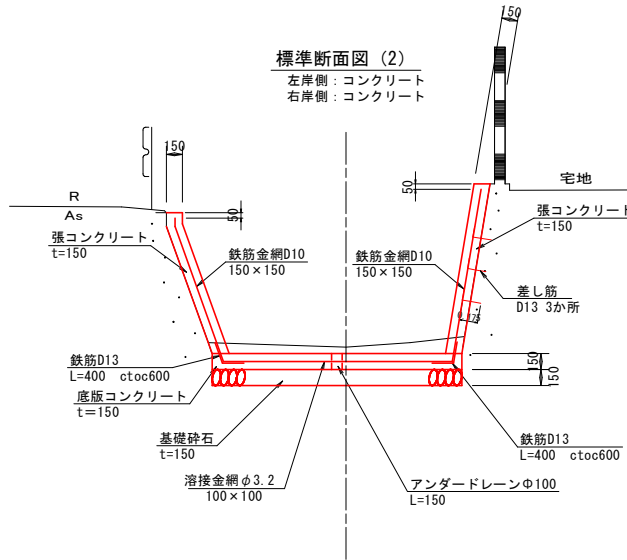 150
標準断面図（2）
左岸側：コンクリート
右岸側：コンクリート
150
50
宅地
R
As
50
張コンクリート
t=150
張コンクリート
t=150
鉄筋金網D10
150×150
鉄筋金網D10
150×150
差し筋
D13 3か所
175
鉄筋D13
L=400 ctoc600
150
150
底版コンクリート
t=150
基礎砕石
t=150
鉄筋D13
L=400 ctoc600
溶接金網φ3.2
100×100
アンダードレーンΦ100
L=150